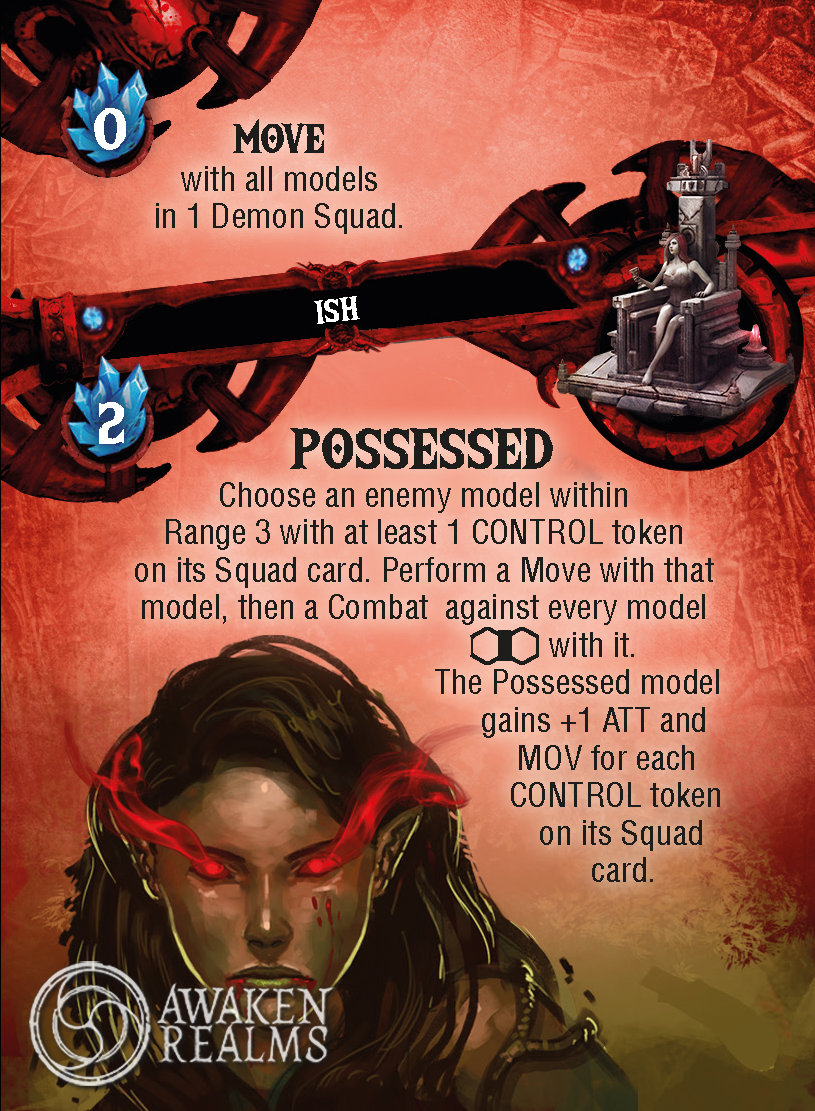 0
MOVE
with all models
in 1 Demon Squad.
ISH
2
POSSESSED
Choose an enemy model within
Range 3 with at least 1 CONTROL token
on its Squad card. Perform a Move with that
model, then a Combat against every model
with it.
The Possessed model
gains +1 ATT and
MOV for each
CONTROL token
on its Squad
card.
AWAKEN
REALMS